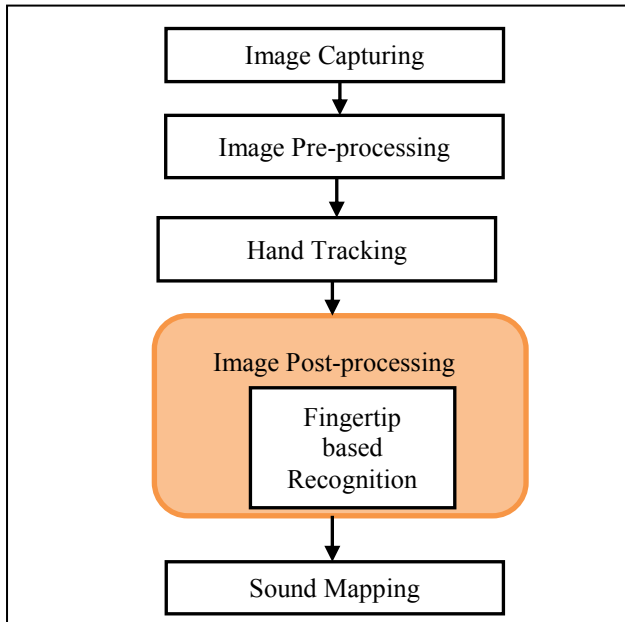 Image Capturing
Image Pre-processing
Hand Tracking
Image Post-processing
Fingertip
based
Recognition
Sound Mapping